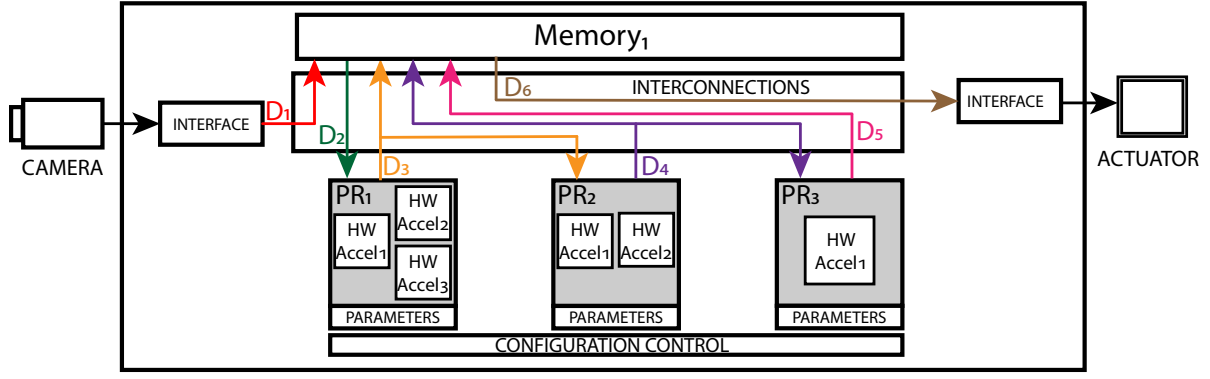 Memory₁
D₆
INTERCONNECTIONS
INTERFACE
D₁
D₂
D₅
INTERFACE
CAMERA
D₃
D₄
ACTUATOR
PR₁
HW
Accel₂
HW
Accel₁
HW
Accel₃
PR₂
HW
Accel₁
HW
Accel₂
PR₃
HW
Accel₁
PARAMETERS
PARAMETERS
PARAMETERS
CONFIGURATION CONTROL